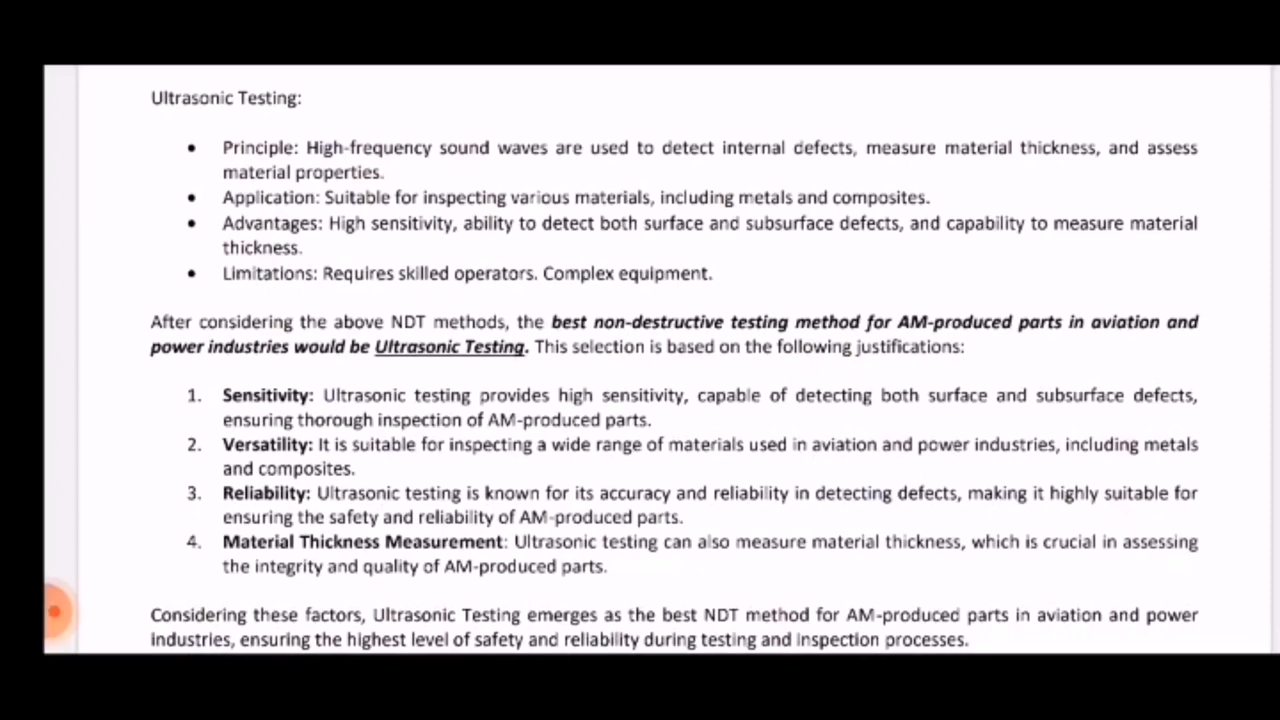 Ultrasonic Testing:
• Principle: High-frequency sound waves are used to detect internal defects, measure material thickness, and assess
material properties.
• Application: Suitable for inspecting various materials, including metals and composites.
• Advantages: High sensitivity, ability to detect both surface and subsurface defects, and capability to measure material
thickness.
• Limitations: Requires skilled operators. Complex equipment.
After considering the above NDT methods, the best non-destructive testing method for AM-produced parts in aviation and
power industries would be Ultrasonic Testing. This selection is based on the following justifications:
1. Sensitivity: Ultrasonic testing provides high sensitivity, capable of detecting both surface and subsurface defects,
ensuring thorough inspection of AM-produced parts.
2. Versatility: It is suitable for inspecting a wide range of materials used in aviation and power industries, including metals
and composites.
3. Reliability: Ultrasonic testing is known for its accuracy and reliability in detecting defects, making it highly suitable for
ensuring the safety and reliability of AM-produced parts.
4. Material Thickness Measurement: Ultrasonic testing can also measure material thickness, which is crucial in assessing
the integrity and quality of AM-produced parts.
Considering these factors, Ultrasonic Testing emerges as the best NDT method for AM-produced parts in aviation and power
industries, ensuring the highest level of safety and reliability during testing and inspection processes.